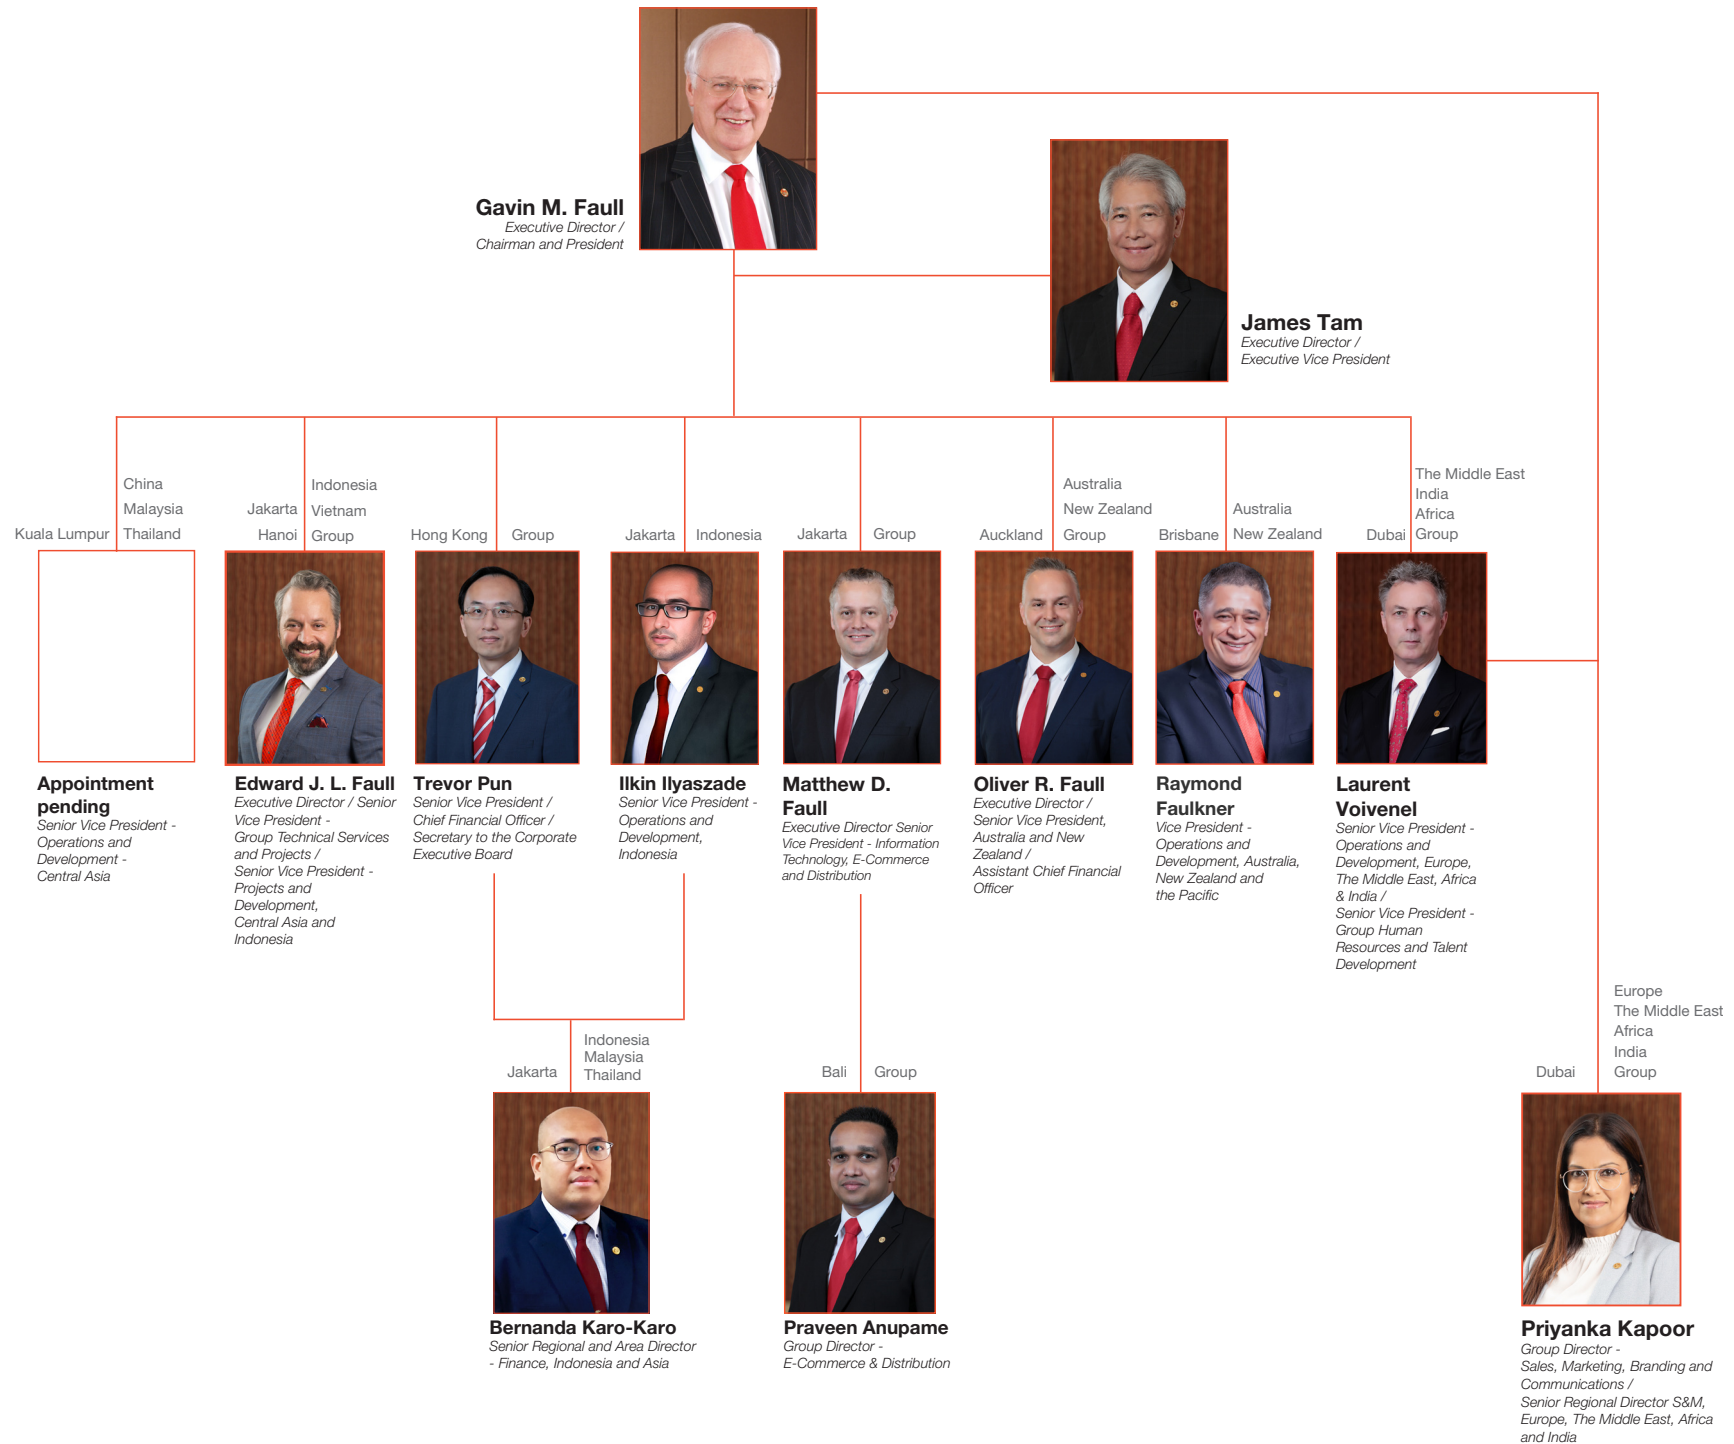 Gavin M. Faull
Executive Director /
Chairman and President
James Tam
Executive Director /
Executive Vice President
China
Malaysia
Kuala Lumpur Thailand
Indonesia
Jakarta Vietnam
Hanoi Group
Hong Kong Group
Jakarta Indonesia
Jakarta Group
Australia
New Zealand
Auckland Group
Australia
Brisbane New Zealand
The Middle East
India
Africa
Dubai Group
Appointment
pending
Senior Vice President -
Operations and
Development -
Central Asia
Edward J. L. Faull
Executive Director / Senior
Vice President -
Group Technical Services
and Projects /
Senior Vice President -
Projects and
Development,
Central Asia and
Indonesia
Trevor Pun
Senior Vice President /
Chief Financial Officer /
Secretary to the Corporate
Executive Board
Ilkin Ilyaszade
Senior Vice President -
Operations and
Development,
Indonesia
Matthew D.
Faull
Executive Director Senior
Vice President - Information
Technology, E-Commerce
and Distribution
Oliver R. Faull
Executive Director /
Senior Vice President,
Australia and New
Zealand /
Assistant Chief Financial
Officer
Raymond
Faulkner
Vice President -
Operations and
Development, Australia,
New Zealand and
the Pacific
Laurent
Voivenel
Senior Vice President -
Operations and
Development, Europe,
The Middle East, Africa
& India /
Senior Vice President -
Group Human
Resources and Talent
Development
Indonesia
Malaysia
Jakarta Thailand
Bali Group
Europe
The Middle East
Africa
India
Dubai Group
Bernanda Karo-Karo
Senior Regional and Area Director
- Finance, Indonesia and Asia
Praveen Anupame
Group Director -
E-Commerce & Distribution
Priyanka Kapoor
Group Director -
Sales, Marketing, Branding and
Communications /
Senior Regional Director S&M,
Europe, The Middle East, Africa
and India